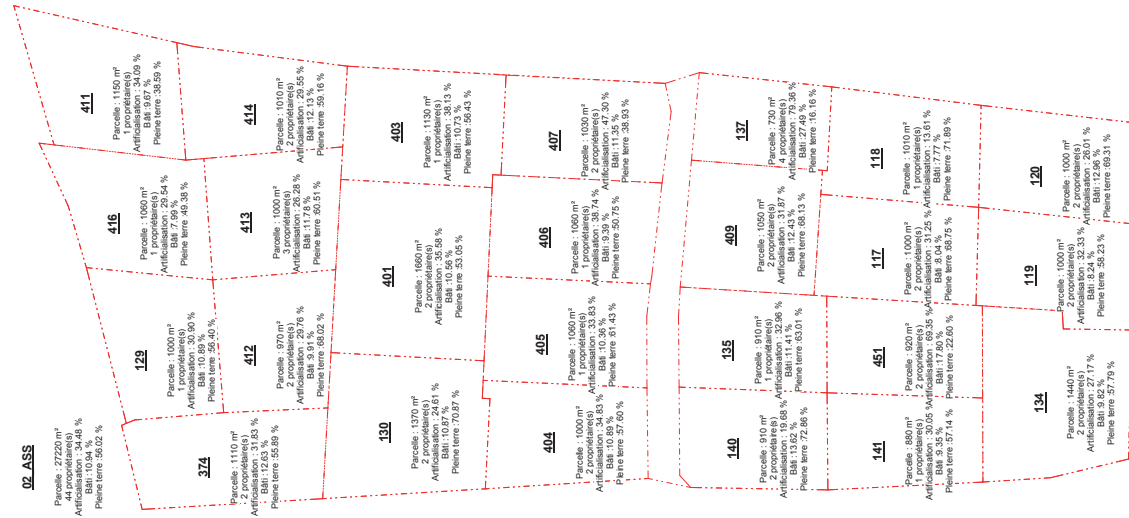 02 ASS
Parcelle : 27220 m²
44 propriétaire(s)
Artificialisation : 34.48 %
Bâti :10.94 %
Pleine terre :56.02 %
374
Parcelle : 1110 m²
2 propriétaire(s)
Artificialisation : 31.83 %
Bâti :12.63 %
Pleine terre :55.89 %
129
Parcelle : 1000 m²
1 propriétaire(s)
Artificialisation : 30.90 %
Bâti :10.89 %
Pleine terre :56.40 %
412
Parcelle : 970 m²
2 propriétaire(s)
Artificialisation : 29.76 %
Bâti :9.91 %
Pleine terre :68.02 %
416
Parcelle : 1060 m²
1 propriétaire(s)
Artificialisation : 29.54 %
Bâti :7.99 %
Pleine terre :49.38 %
413
Parcelle : 1000 m²
3 propriétaire(s)
Artificialisation : 26.28 %
Bâti :11.78 %
Pleine terre :60.51 %
411
Parcelle : 1150 m²
1 propriétaire(s)
Artificialisation : 34.09 %
Bâti :9.67 %
Pleine terre :38.59 %
414
Parcelle : 1010 m²
2 propriétaire(s)
Artificialisation : 29.55 %
Bâti :12.13 %
Pleine terre :59.16 %
130
Parcelle : 1370 m²
2 propriétaire(s)
Artificialisation : 24.61 %
Bâti :10.87 %
Pleine terre :70.87 %
401
Parcelle : 1660 m²
2 propriétaire(s)
Artificialisation : 35.58 %
Bâti :10.56 %
Pleine terre :53.05 %
403
Parcelle : 1130 m²
1 propriétaire(s)
Artificialisation : 38.13 %
Bâti :10.73 %
Pleine terre :56.43 %
404
Parcelle : 1000 m²
2 propriétaire(s)
Artificialisation : 34.83 %
Bâti :10.89 %
Pleine terre :57.60 %
405
Parcelle : 1060 m²
1 propriétaire(s)
Artificialisation : 33.83 %
Bâti :10.36 %
Pleine terre :61.43 %
406
Parcelle : 1060 m²
1 propriétaire(s)
Artificialisation : 38.74 %
Bâti :9.39 %
Pleine terre :50.75 %
407
Parcelle : 1030 m²
2 propriétaire(s)
Artificialisation : 47.30 %
Bâti :11.35 %
Pleine terre :38.93 %
140
Parcelle : 910 m²
2 propriétaire(s)
Artificialisation : 19.68 %
Bâti :13.62 %
Pleine terre :72.86 %
135
Parcelle : 910 m²
1 propriétaire(s)
Artificialisation : 32.96 %
Bâti :11.41 %
Pleine terre :63.01 %
409
Parcelle : 1050 m²
2 propriétaire(s)
Artificialisation : 31.87 %
Bâti :12.43 %
Pleine terre :68.13 %
137
Parcelle : 730 m²
4 propriétaire(s)
Artificialisation : 79.36 %
Bâti :27.49 %
Pleine terre :16.16 %
141
Parcelle : 880 m²
1 propriétaire(s)
Artificialisation : 30.05 %
Bâti :9.35 %
Pleine terre :57.14 %
451
Parcelle : 920 m²
2 propriétaire(s)
Artificialisation : 69.35 %
Bâti :17.80 %
Pleine terre :22.60 %
117
Parcelle : 1000 m²
2 propriétaire(s)
Artificialisation : 31.25 %
Bâti :8.04 %
Pleine terre :68.75 %
118
Parcelle : 1010 m²
1 propriétaire(s)
Artificialisation : 13.61 %
Bâti :7.77 %
Pleine terre :71.89 %
134
Parcelle : 1440 m²
2 propriétaire(s)
Artificialisation : 27.17 %
Bâti :9.82 %
Pleine terre :57.79 %
119
Parcelle : 1000 m²
2 propriétaire(s)
Artificialisation : 32.33 %
Bâti :8.24 %
Pleine terre :58.23 %
120
Parcelle : 1000 m²
2 propriétaire(s)
Artificialisation : 26.01 %
Bâti :12.96 %
Pleine terre :69.31 %